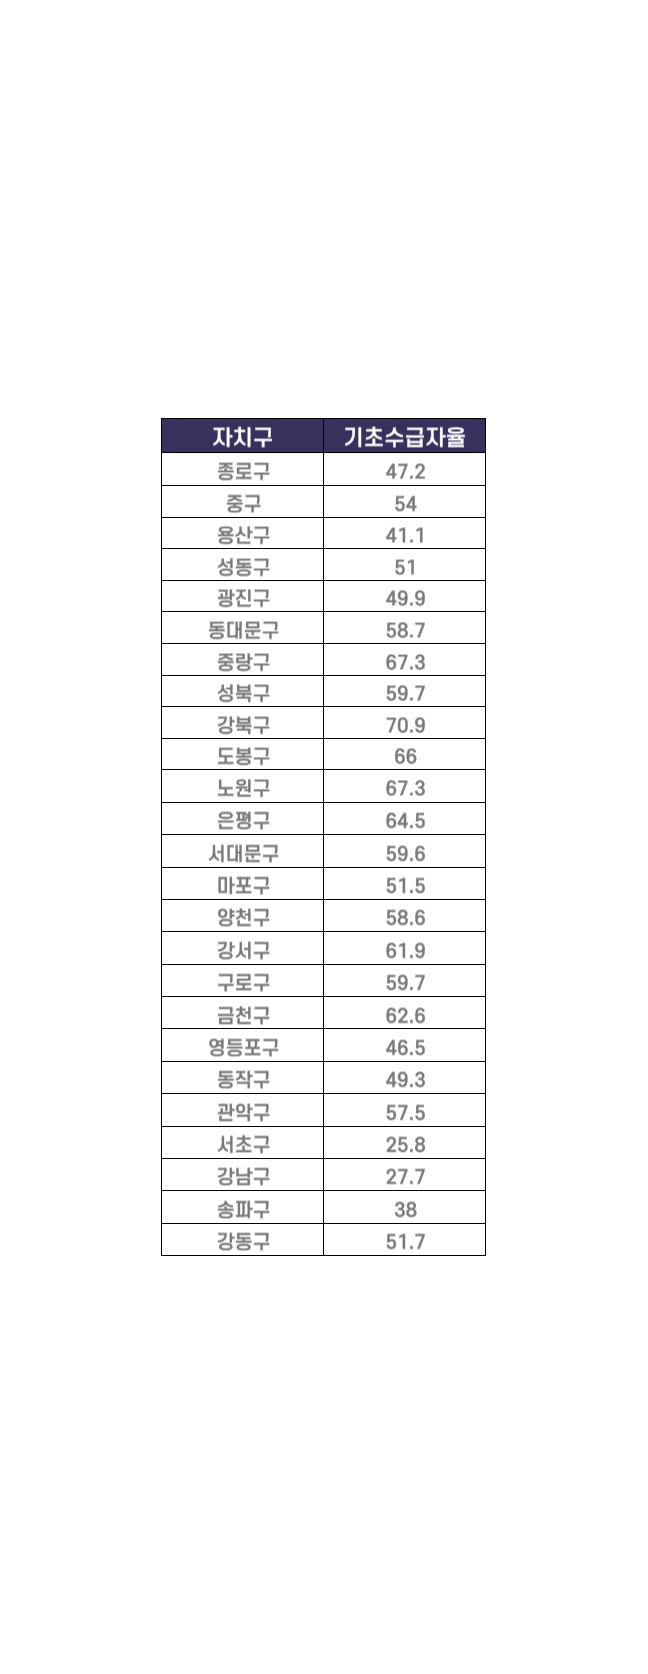 자치구 기초수급자율
종로구 47.2
중구 54
용산구 41.1
성동구 51
광진구 49.9
동대문구 58.7
중랑구 67.3
성북구 59.7
강북구 70.9
도봉구 66
노원구 67.3
은평구 64.5
서대문구 59.6
마포구 51.5
양천구 58.6
강서구 61.9
구로구 59.7
금천구 62.6
영등포구 46.5
동작구 49.3
관악구 57.5
서초구 25.8
강남구 27.7
송파구 38
강동구 51.7